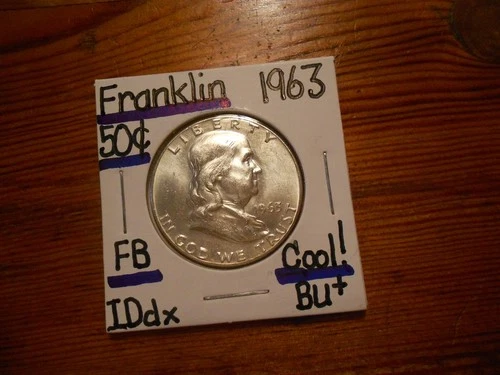 Franklin 1963
50¢
LIBERTY
1963
IN GOD WE TRUST
FB
Cool!
BU+
IDdx